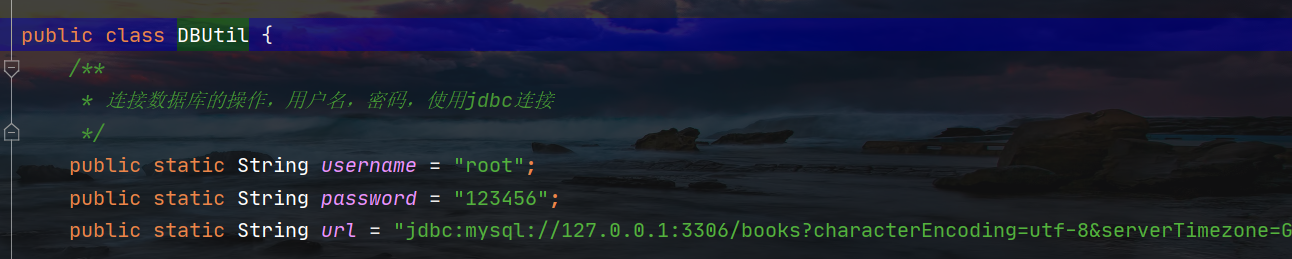 public class DBUtil {
/**
* 连接数据库的操作，用户名，密码，使用jdbc连接
*/
public static String username = "root";
public static String password = "123456";
public static String url = "jdbc:mysql://127.0.0.1:3306/books?characterEncoding=utf-8&serverTimezone=G